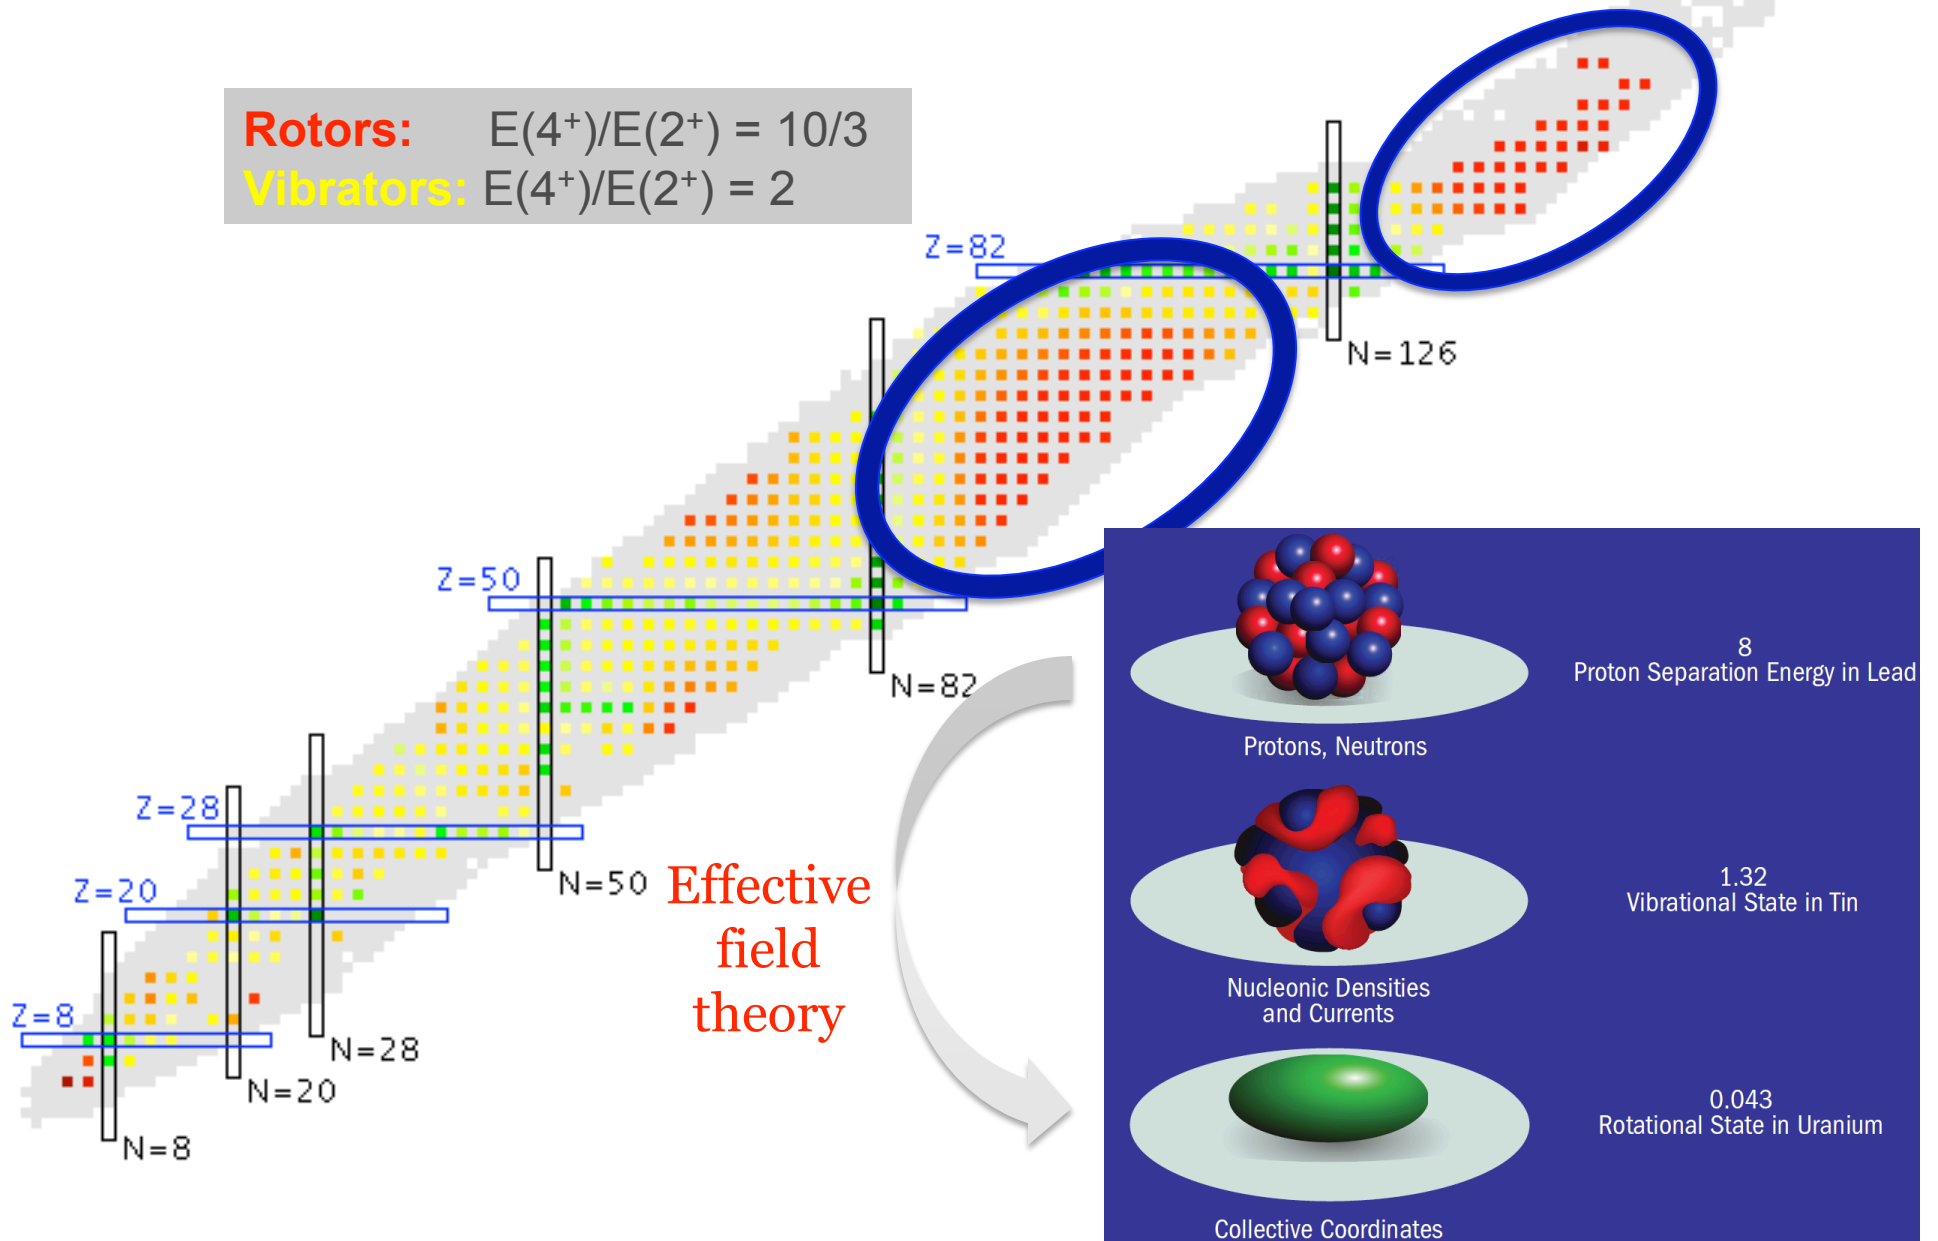 Rotors: E(4⁺)/E(2⁺) = 10/3
Vibrators: E(4⁺)/E(2⁺) = 2
Z=82
N=126
Z=50
N=82
Z=28
N=50
Z=20
N=28
Z=8
N=20
N=8
Effective
field
theory
8
Proton Separation Energy in Lead
Protons, Neutrons
1.32
Vibrational State in Tin
Nucleonic Densities
and Currents
0.043
Rotational State in Uranium
Collective Coordinates